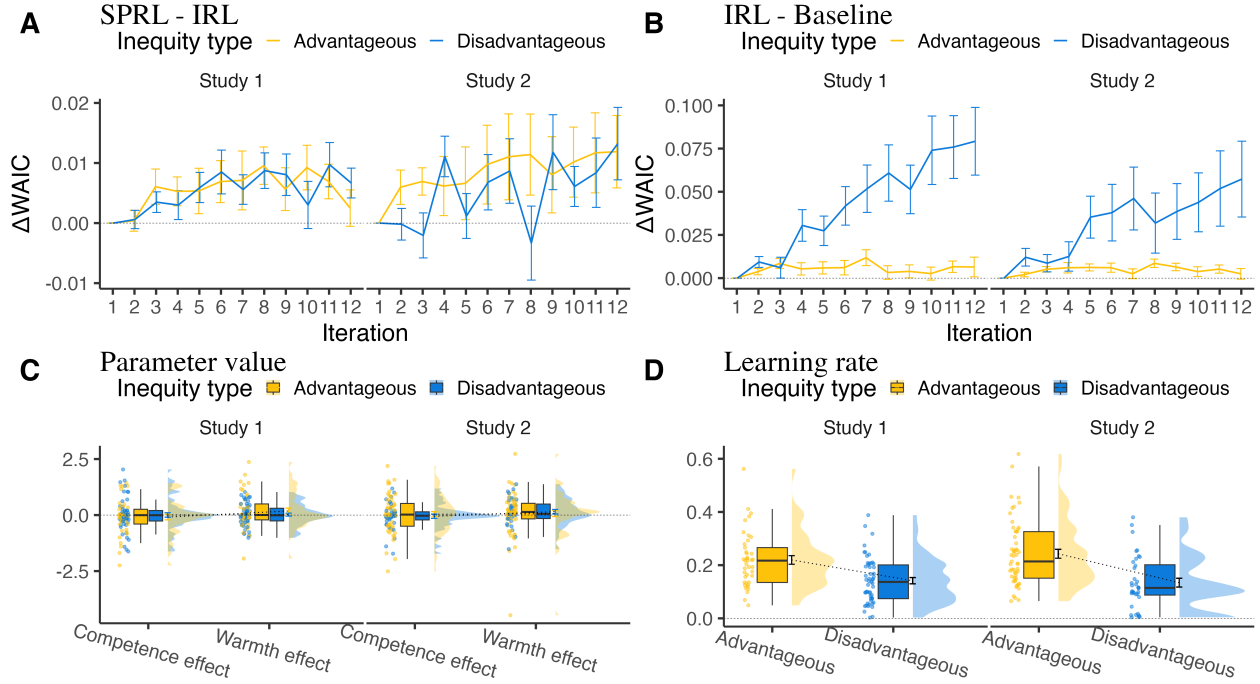 A SPRL - IRL
Inequity type Advantageous Disadvantageous
Study 1 Study 2
ΔWAIC
0.02
0.01
0.00
-0.01
1 2 3 4 5 6 7 8 9 10 11 12 1 2 3 4 5 6 7 8 9 10 11 12
Iteration
B IRL - Baseline
Inequity type Advantageous Disadvantageous
Study 1 Study 2
ΔWAIC
0.100
0.075
0.050
0.025
0.000
1 2 3 4 5 6 7 8 9 10 11 12 1 2 3 4 5 6 7 8 9 10 11 12
Iteration
C Parameter value
Inequity type Advantageous Disadvantageous
Study 1 Study 2
2.5
0.0
-2.5
Competence effect Warmth effect Competence effect Warmth effect
D Learning rate
Inequity type Advantageous Disadvantageous
Study 1 Study 2
0.6
0.4
0.2
0.0
Advantageous Disadvantageous Advantageous Disadvantageous